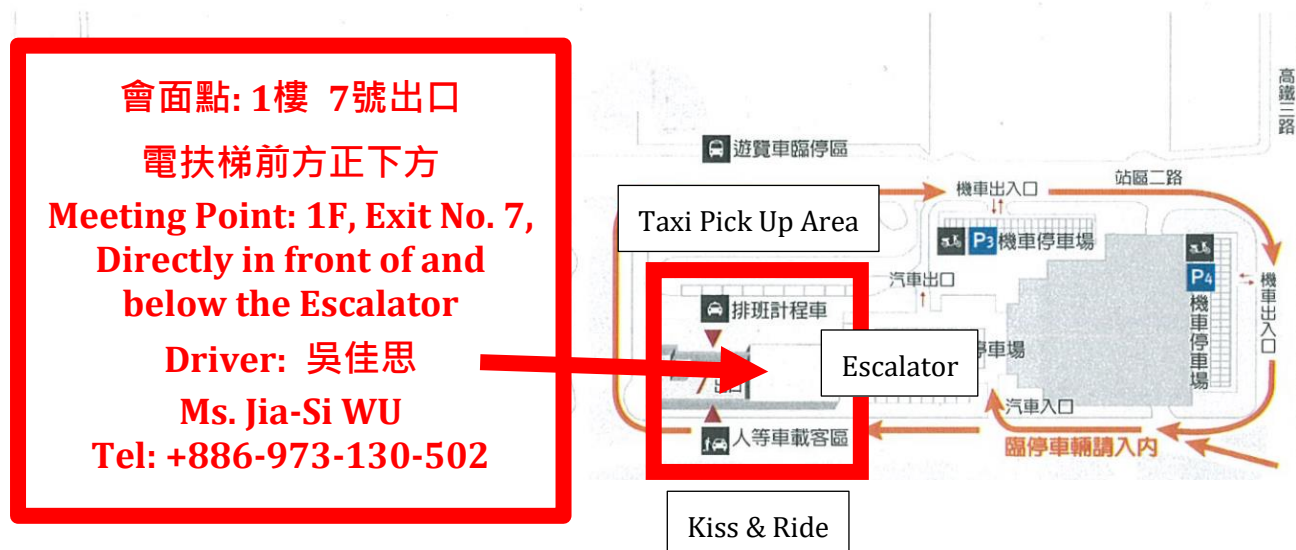 會面點: 1樓 7號出口
電扶梯前方正下方
Meeting Point: 1F, Exit No. 7,
Directly in front of and
below the Escalator
Driver: 吳佳思
Ms. Jia-Si WU
Tel: +886-973-130-502
高鐵三路
遊覽車臨停區
站區二路
機車出入口
Taxi Pick Up Area
P3 機車停車場
P4
機車停車場
機車出入口
汽車出口
排班計程車
Escalator
車場
7
出口
汽車入口
人等車載客區
臨停車輛請入內
Kiss & Ride